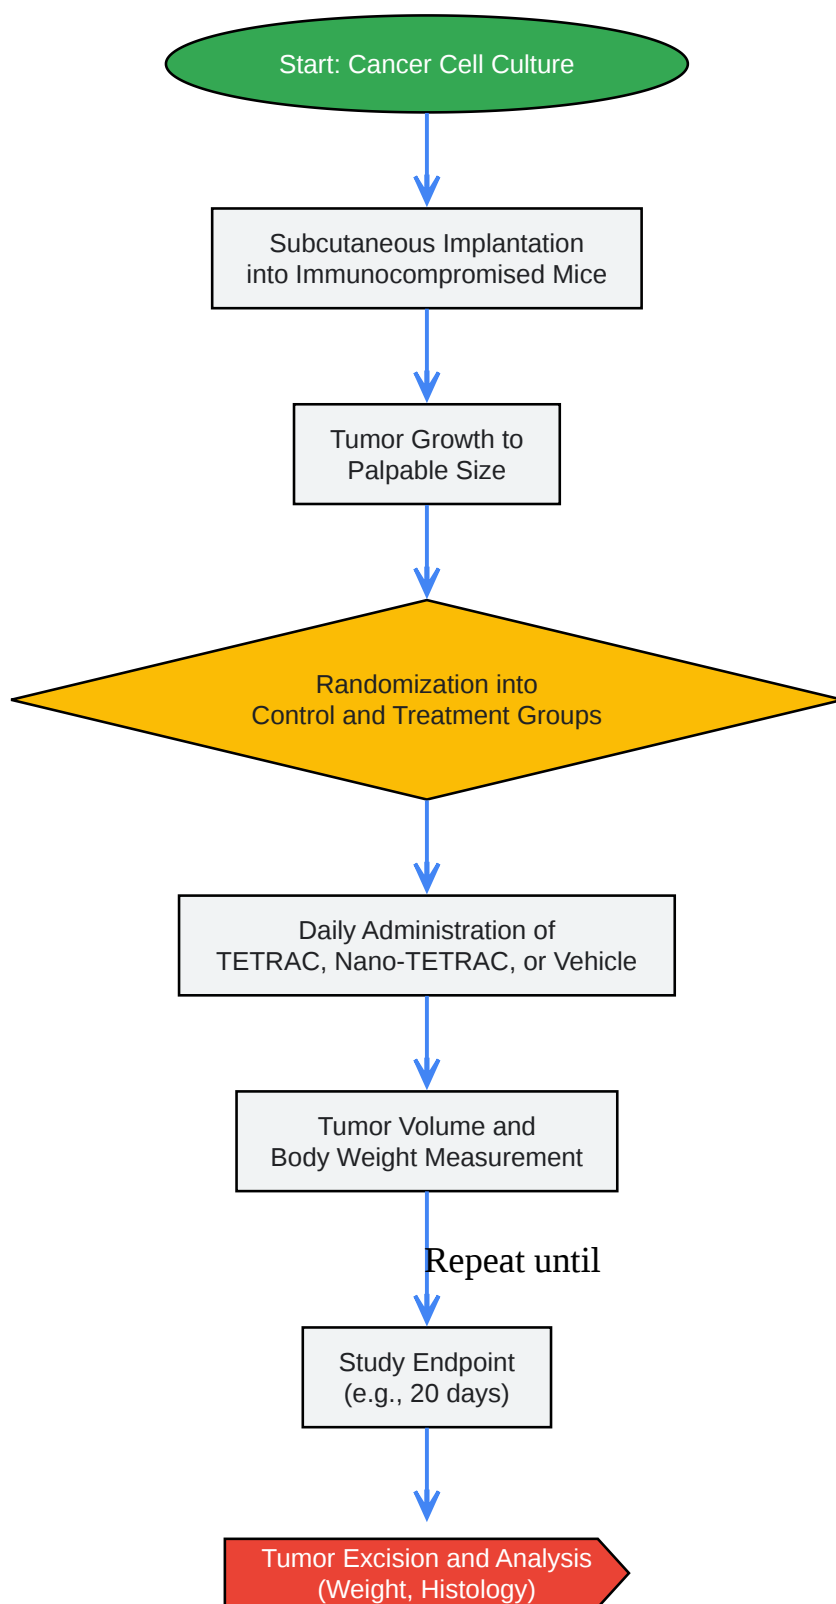 Start: Cancer Cell Culture
Subcutaneous Implantation
into Immunocompromised Mice
Tumor Growth to
Palpable Size
Randomization into
Control and Treatment Groups
Daily Administration of
TETRAC, Nano-TETRAC, or Vehicle
Tumor Volume and
Body Weight Measurement
Repeat until
Study Endpoint
(e.g., 20 days)
Tumor Excision and Analysis
(Weight, Histology)